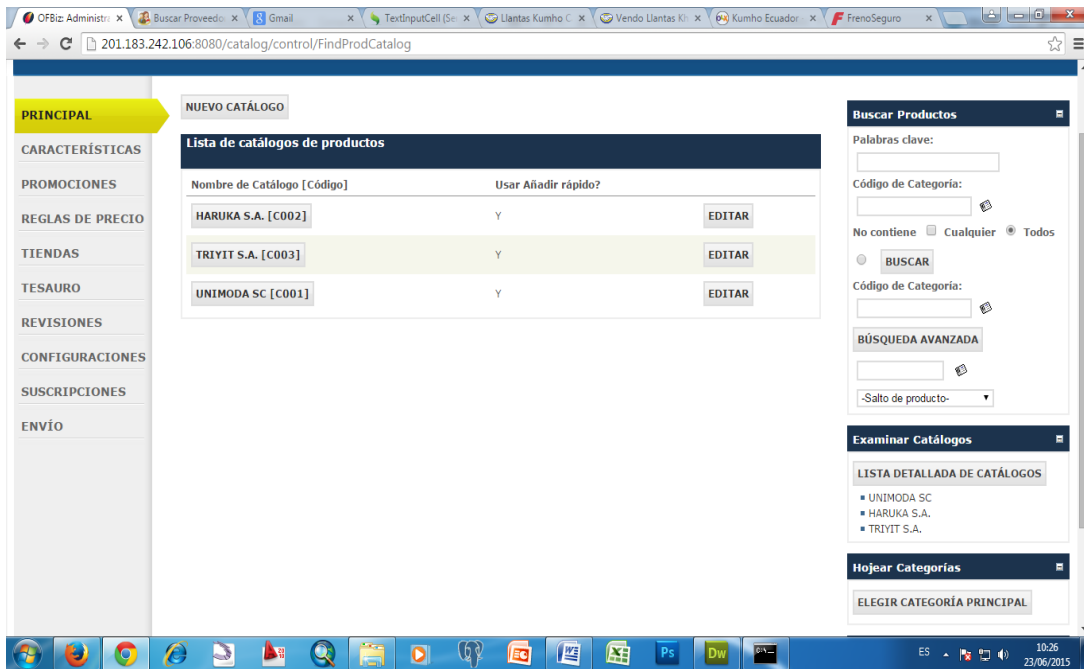 OFBiz: Administra
Buscar Proveedo
Gmail
TextInputCell (Se
Llantas Kumho C
Vendo Llantas K
Kumho Ecuador
FrenoSeguro
201.183.242.106:8080/catalog/control/FindProdCatalog
PRINCIPAL
CARACTERÍSTICAS
PROMOCIONES
REGLAS DE PRECIO
TIENDAS
TESAURO
REVISIONES
CONFIGURACIONES
SUSCRIPCIONES
ENVÍO
NUEVO CATÁLOGO
Lista de catálogos de productos
Nombre de Catálogo [Código] Usar Añadir rápido?
HARUKA S.A. [C002] Y EDITAR
TRIYIT S.A. [C003] Y EDITAR
UNIMODA SC [C001] Y EDITAR
Buscar Productos
Palabras clave:
Código de Categoría:
No contiene Cualquier Todos
BUSCAR
Código de Categoría:
BÚSQUEDA AVANZADA
-Salto de producto-
Examinar Catálogos
LISTA DETALLADA DE CATÁLOGOS
UNIMODA SC
HARUKA S.A.
TRIYIT S.A.
Hojear Categorías
ELEGIR CATEGORÍA PRINCIPAL
Ps
Dw
ES
10:26
23/06/2015